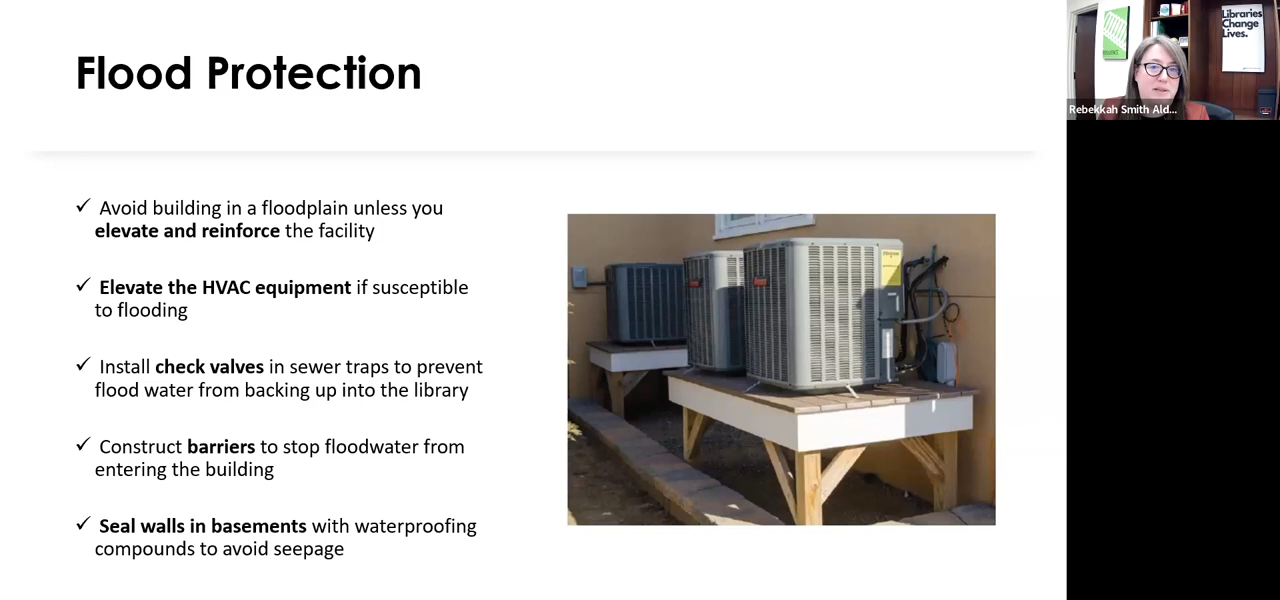 Flood Protection
✓ Avoid building in a floodplain unless you
elevate and reinforce the facility
✓ Elevate the HVAC equipment if susceptible
to flooding
✓ Install check valves in sewer traps to prevent
flood water from backing up into the library
✓ Construct barriers to stop floodwater from
entering the building
✓ Seal walls in basements with waterproofing
compounds to avoid seepage
Libraries
Change
Lives.
Rebekkah Smith Ald...